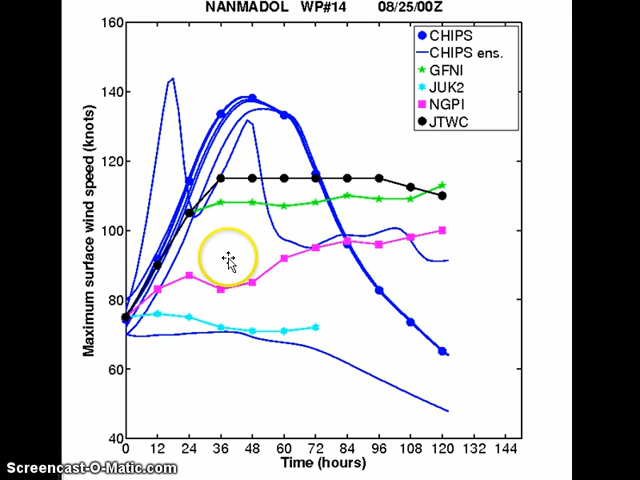 NANMADOL WP#14 08/25/00Z
160
140
120
100
80
60
40
Maximum surface wind speed (knots)
CHIPS
CHIPS ens.
GFNI
JUK2
NGPI
JTWC
0 12 24 36 48 60 72 84 96 108 120 132 144
Time (hours)
Screencast-O-Matic.com